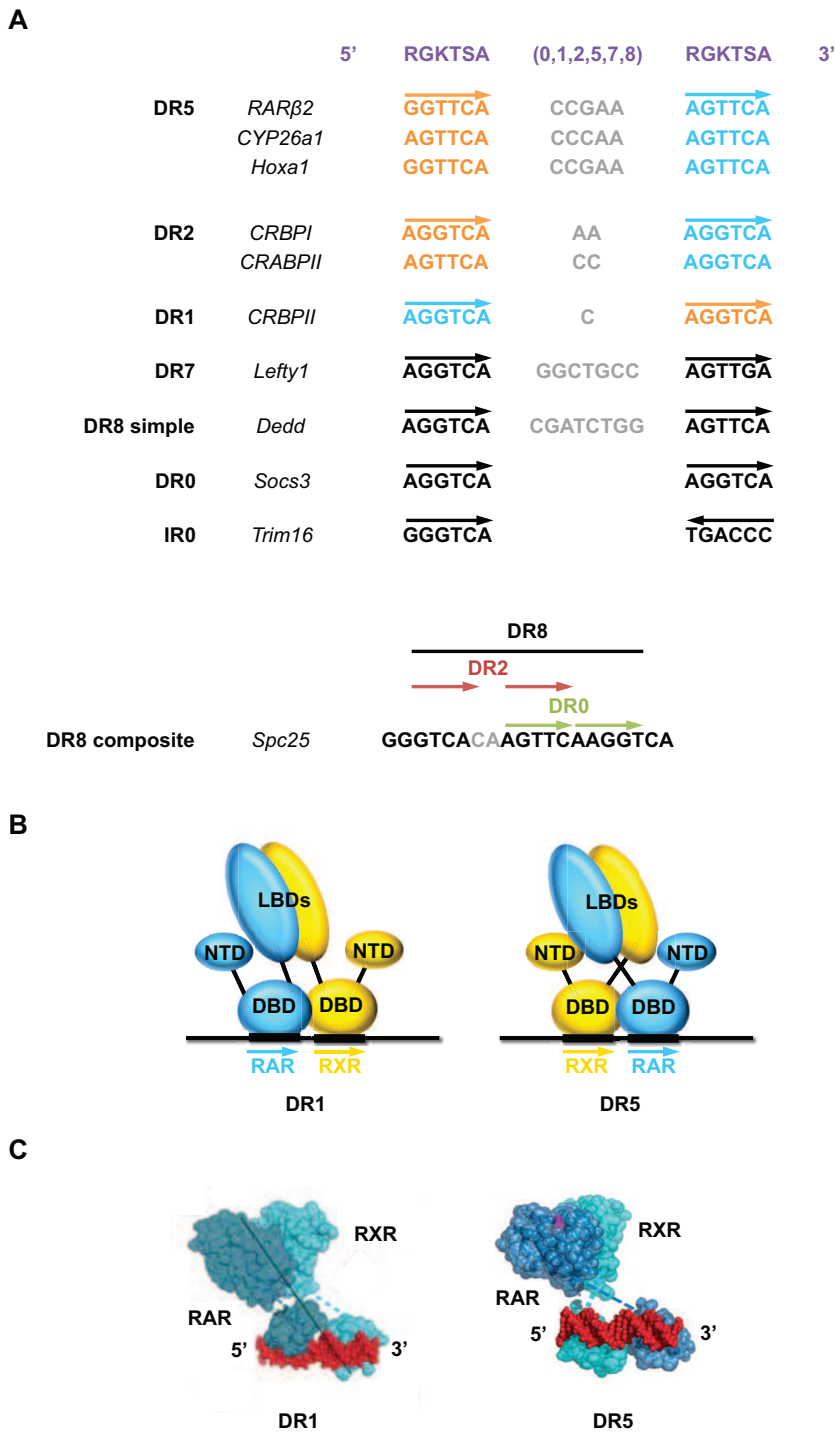 A
5’ RGKTSA (0,1,2,5,7,8) RGKTSA 3’
DR5 RARβ2 GGTTCA CCGAA AGTTCA
CYP26a1 AGTTCA CCCAA AGTTCA
Hoxa1 GGTTCA CCGAA AGTTCA
DR2 CRBPI AGGTCA AA AGGTCA
CRABPII AGTTCA CC AGGTCA
DR1 CRBPII AGGTCA C AGGTCA
DR7 Lefty1 AGGTCA GGCTGCC AGTTGA
DR8 simple Dedd AGGTCA CGATCTGG AGTTCA
DR0 Socs3 AGGTCA AGGTCA
IR0 Trim16 GGGTCA TGACCC
DR8
DR2
DR0
DR8 composite Spc25 GGGTCACAAGTTCAAGGTCA
B
LBDs LBDs
NTD NTD NTD NTD
DBD DBD DBD DBD
RAR RXR RXR RAR
DR1 DR5
C
RXR RXR
RAR RAR
5’ 3’ 5’ 3’
DR1 DR5